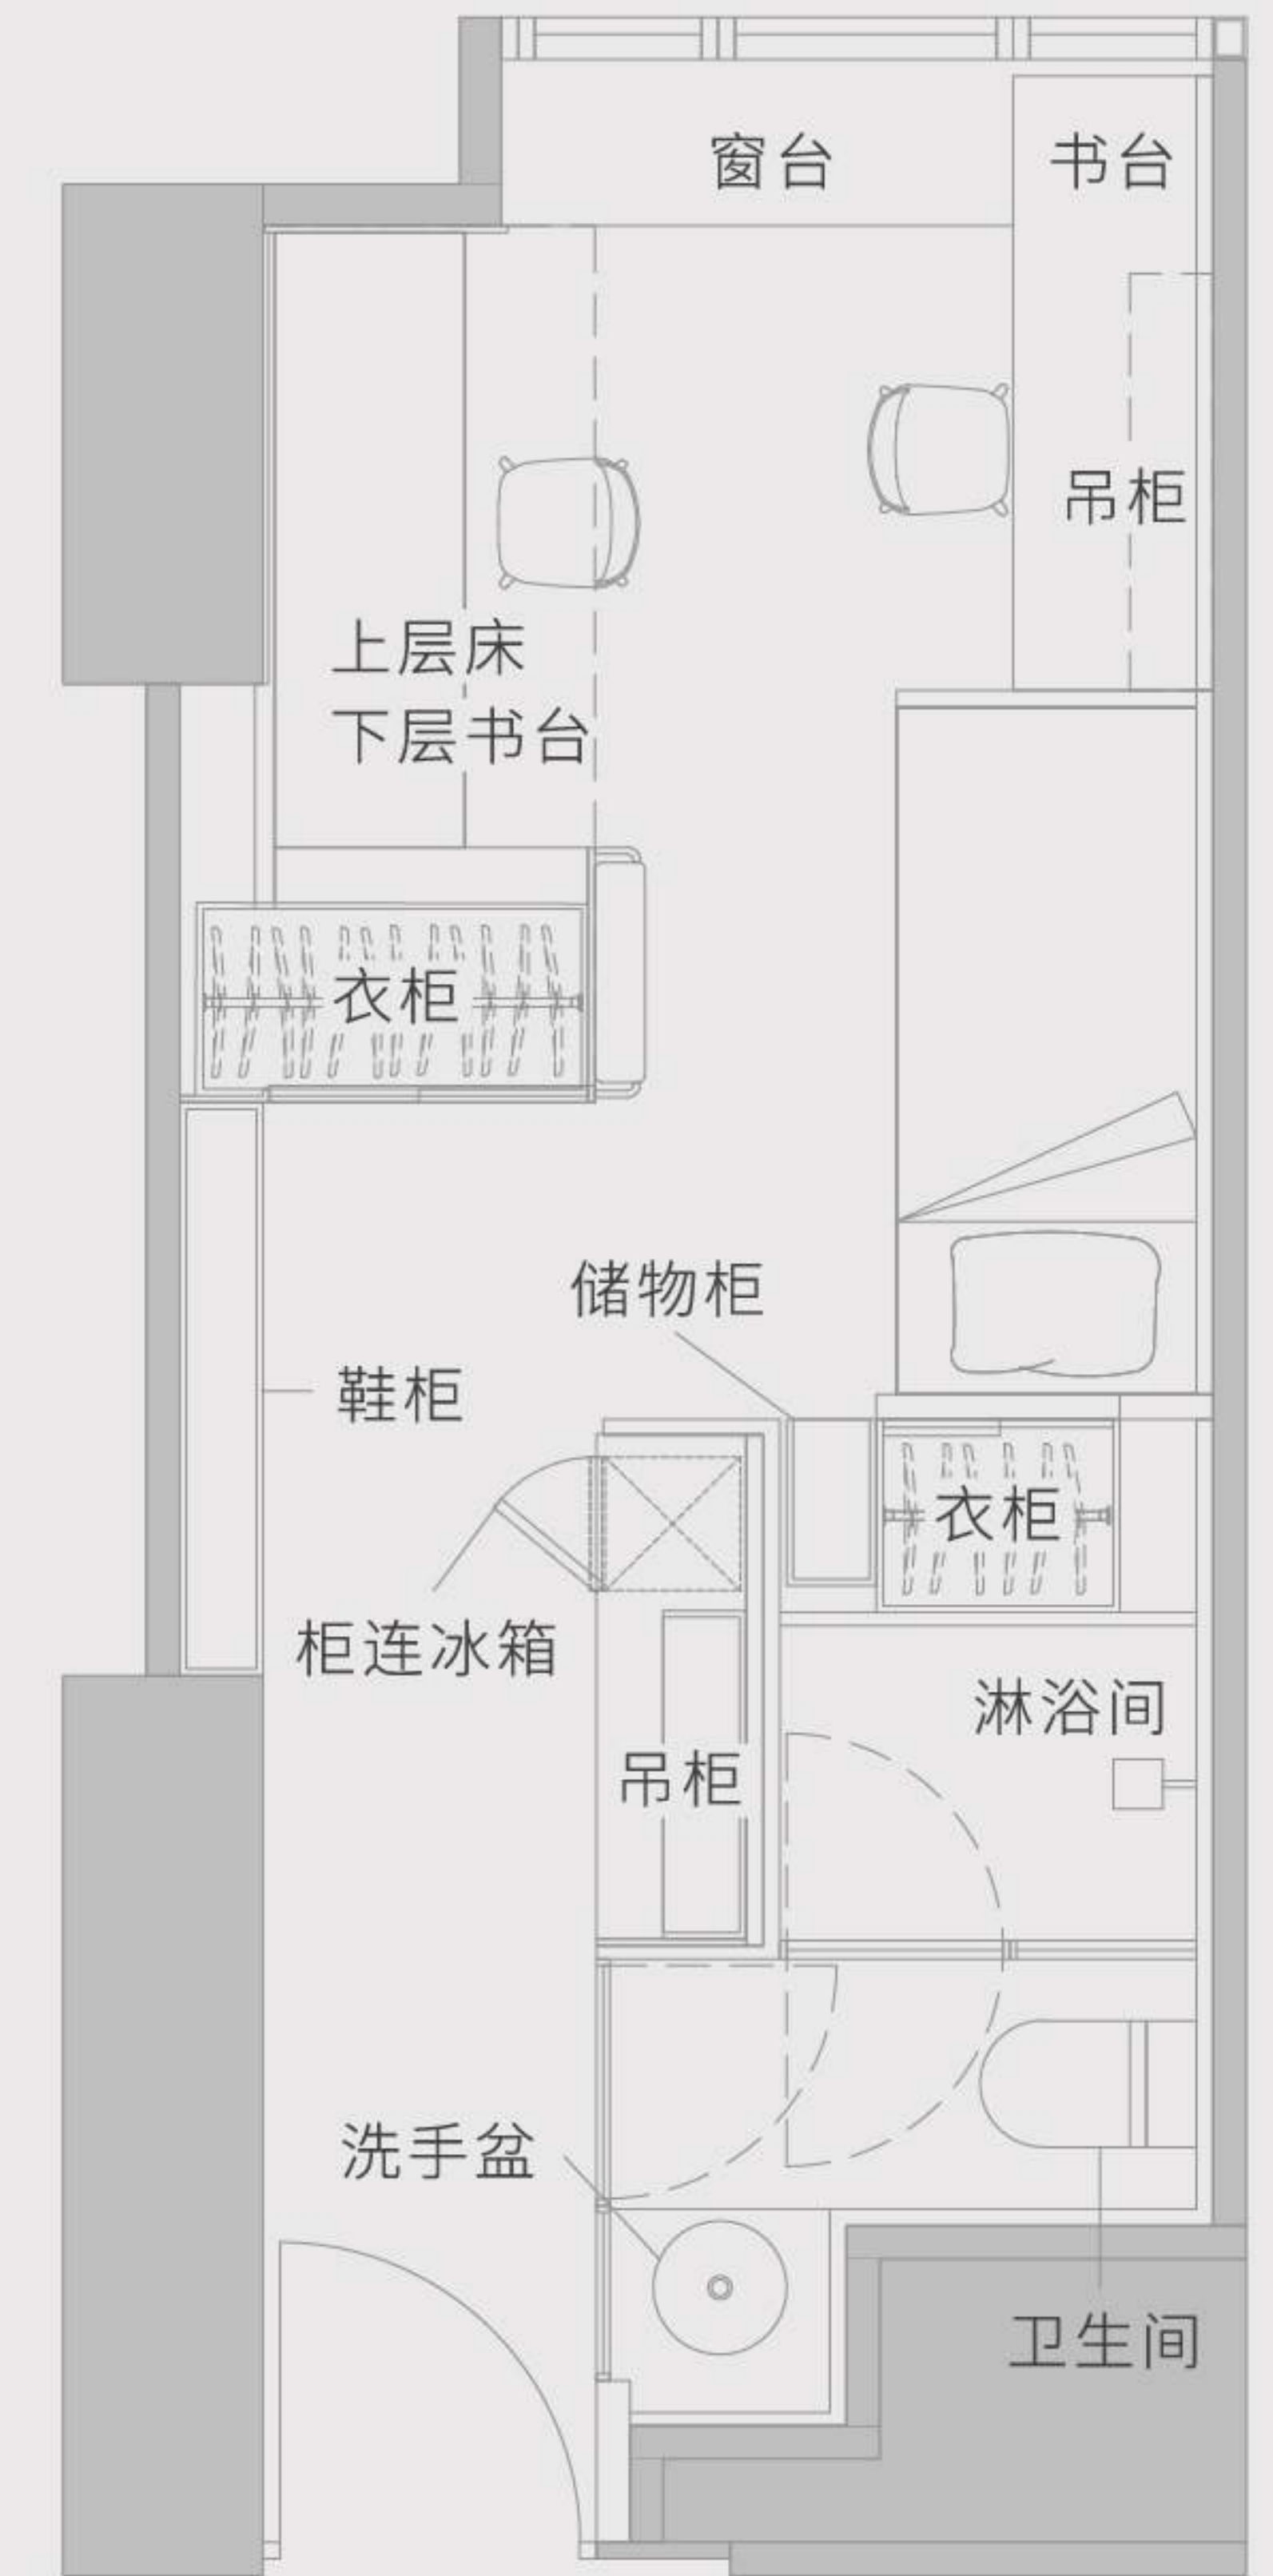 窗台
书台
吊柜
上层床
下层书台
衣柜
储物柜
鞋柜
衣柜
柜连冰箱
淋浴间
吊柜
洗手盆
卫生间